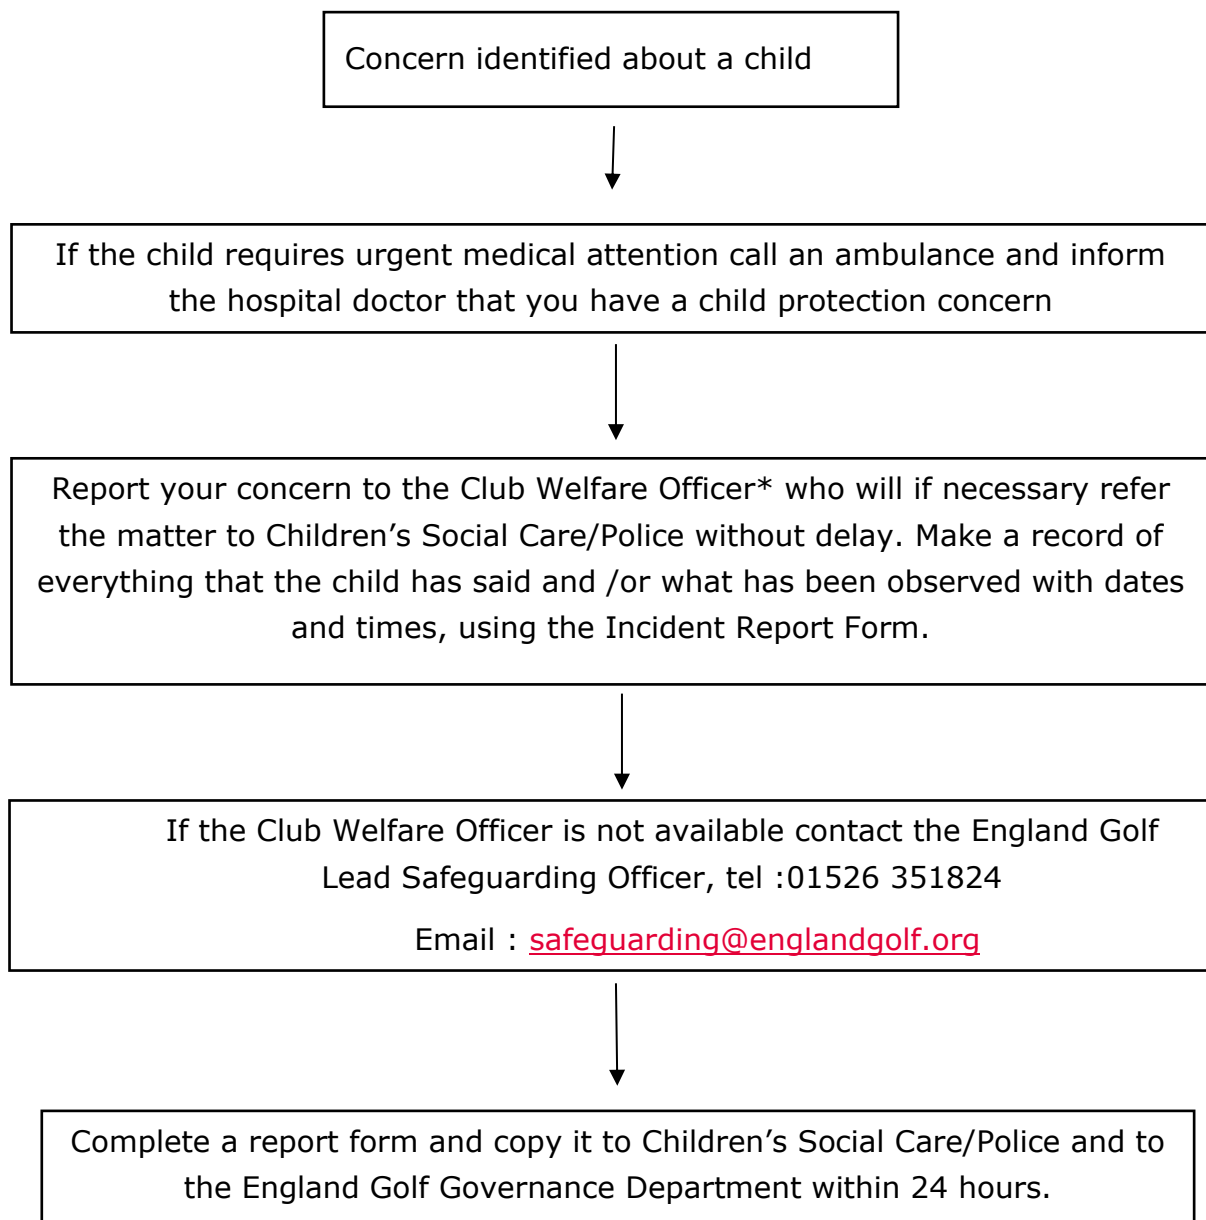 Concern identified about a child
If the child requires urgent medical attention call an ambulance and inform
the hospital doctor that you have a child protection concern
Report your concern to the Club Welfare Officer* who will if necessary refer
the matter to Children’s Social Care/Police without delay. Make a record of
everything that the child has said and /or what has been observed with dates
and times, using the Incident Report Form.
If the Club Welfare Officer is not available contact the England Golf
Lead Safeguarding Officer, tel :01526 351824
Email : safeguarding@englandgolf.org
Complete a report form and copy it to Children’s Social Care/Police and to
the England Golf Governance Department within 24 hours.